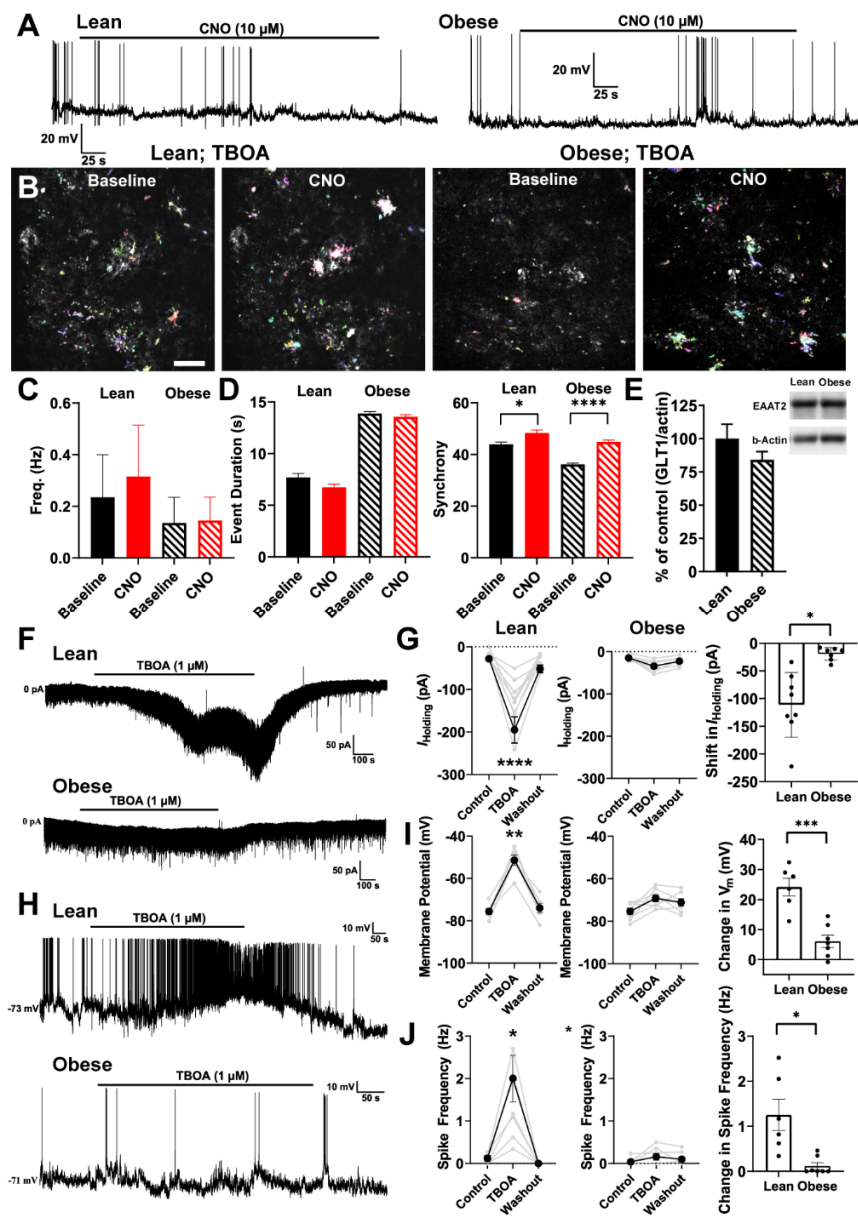 A
Lean
CNO (10 µM)
20 mV
25 s
Obese
CNO (10 µM)
20 mV
25 s
Lean; TBOA
Obese; TBOA
B
Baseline
CNO
Baseline
CNO
C
Lean
Obese
Freq. (Hz)
0.6
0.4
0.2
0.0
Baseline
CNO
Baseline
CNO
D
Lean
Obese
Event Duration (s)
15
10
5
0
Baseline
CNO
Baseline
CNO
Lean
Obese
*
****
Synchrony
60
40
20
0
Baseline
CNO
Baseline
CNO
E
Lean Obese
EAAT2
b-Actin
% of control (GLT1/actin)
125
100
75
50
25
0
Lean
Obese
F
Lean
TBOA (1 µM)
0 pA
50 pA
100 s
Obese
TBOA (1 µM)
0 pA
50 pA
100 s
G
Lean
IHolding (pA)
0
-100
-200
-300
****
Control
TBOA
Washout
Obese
IHolding (pA)
0
-100
-200
-300
Control
TBOA
Washout
*
Shift in IHolding (pA)
0
-50
-100
-150
-200
-250
Lean Obese
H
Lean
TBOA (1 µM)
10 mV
50 s
-73 mV
Obese
TBOA (1 µM)
10 mV
50 s
-71 mV
I
Membrane Potential (mV)
-40
-60
-80
-100
**
Control
TBOA
Washout
Membrane Potential (mV)
-40
-60
-80
-100
Control
TBOA
Washout
***
Change in Vm (mV)
40
30
20
10
0
Lean Obese
J
Spike Frequency (Hz)
3
2
1
0
*
Control
TBOA
Washout
*
Spike Frequency (Hz)
3
2
1
0
Control
TBOA
Washout
*
Change in Spike Frequency (Hz)
3
2
1
0
Lean Obese